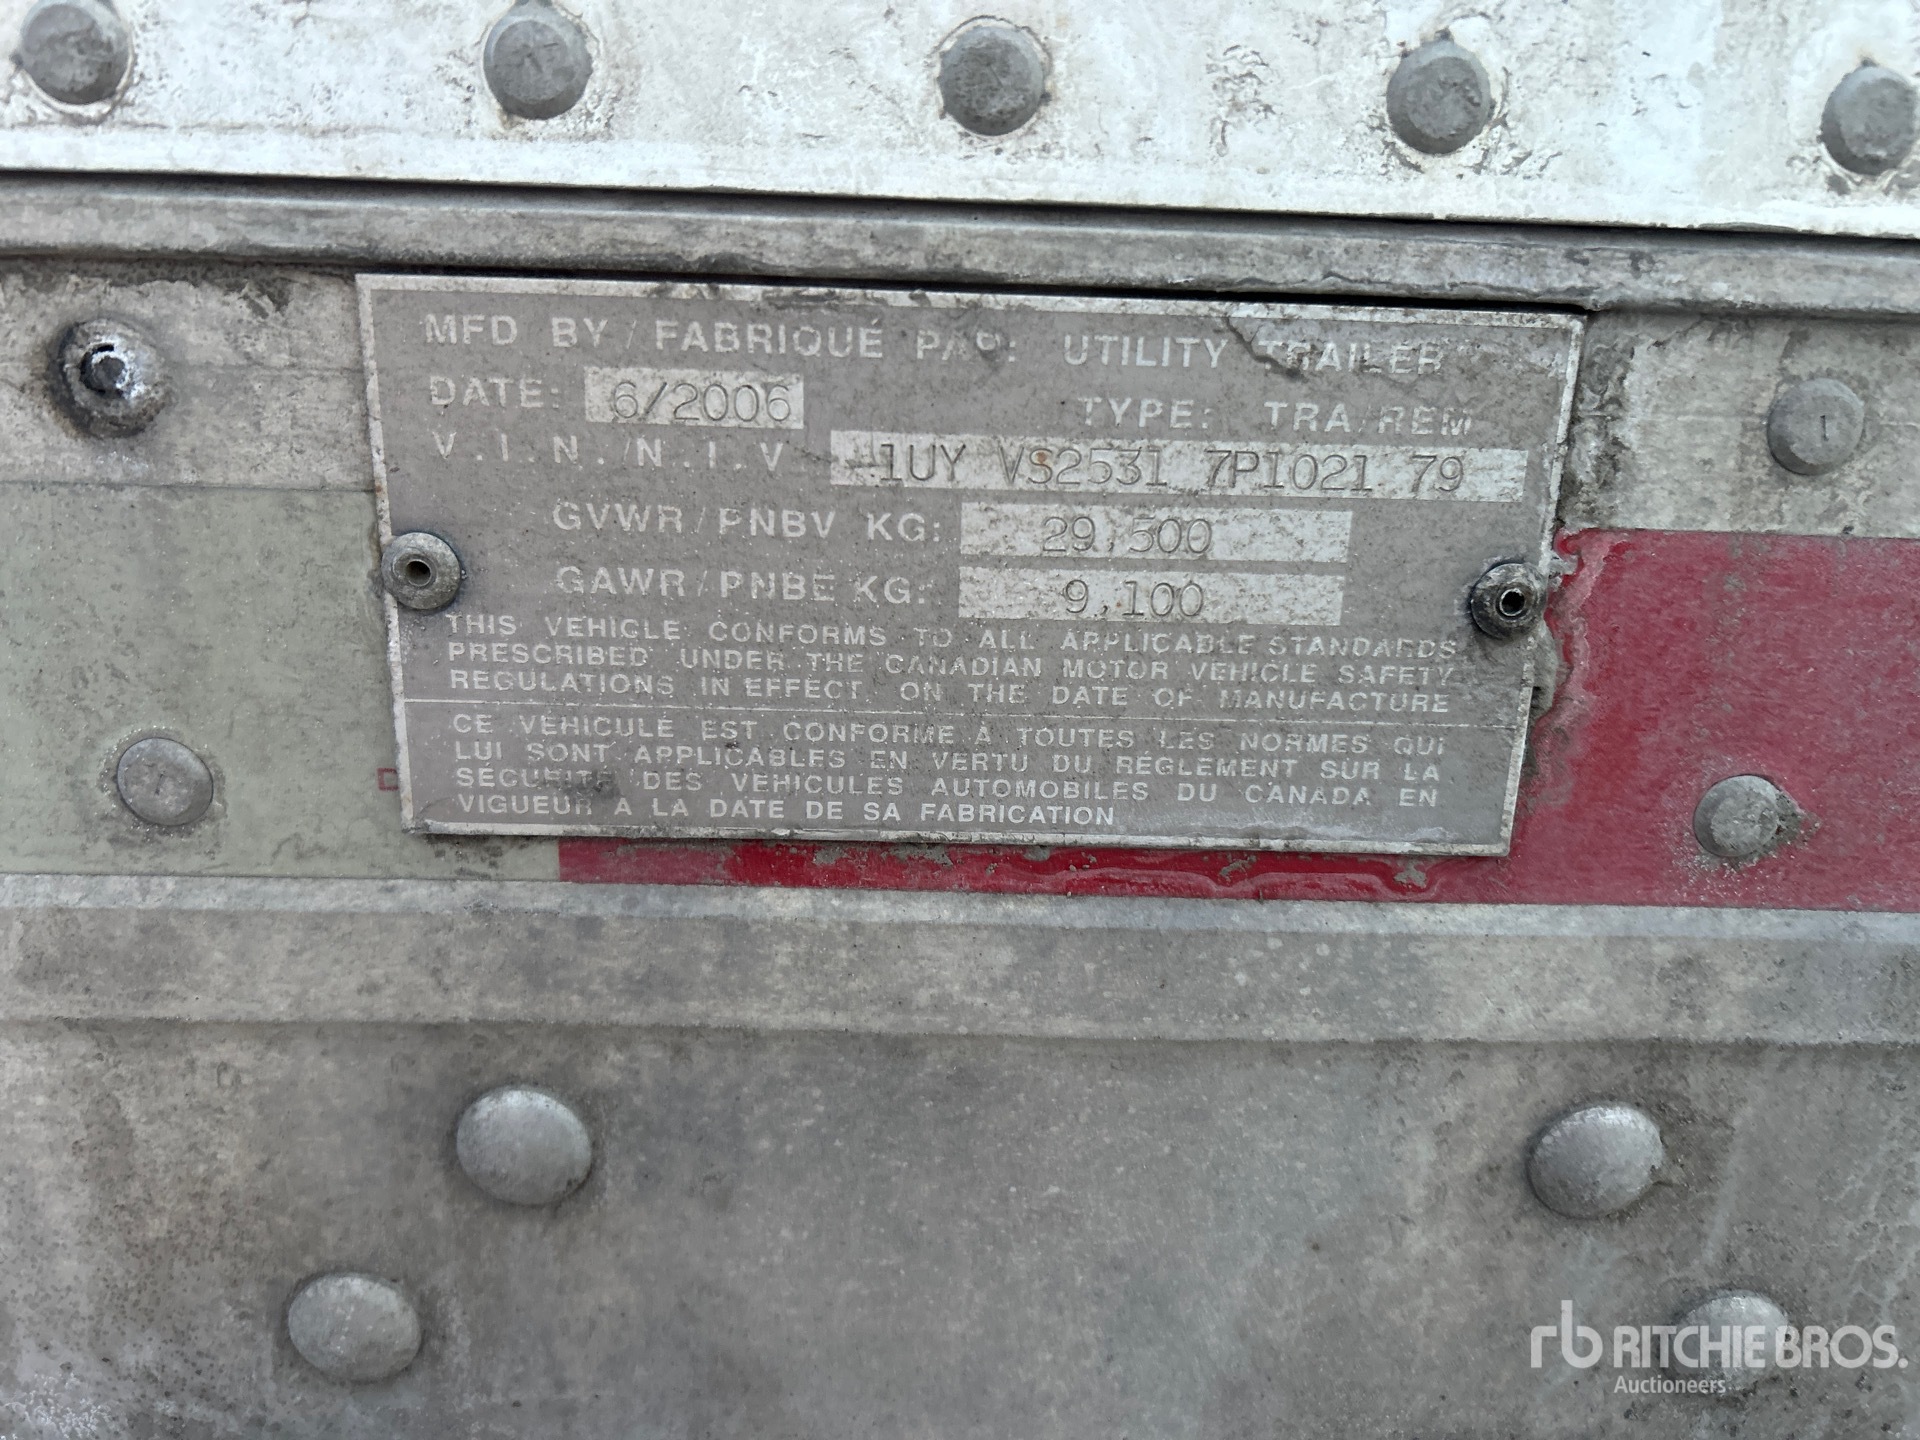 MFD BY / FABRIQUÉ PAR: UTILITY TRAILER
DATE: 6/2006
TYPE: TRA/REM
V.I.N./N.I.V 1UY VS2531 7P1021 79
GVWR/PNBV KG: 29,500
GAWR/PNBE KG: 9,100
THIS VEHICLE CONFORMS TO ALL APPLICABLE STANDARDS
PRESCRIBED UNDER THE CANADIAN MOTOR VEHICLE SAFETY
REGULATIONS IN EFFECT ON THE DATE OF MANUFACTURE
CE VÉHICULE EST CONFORME À TOUTES LES NORMES QUI
LUI SONT APPLICABLES EN VERTU DU RÈGLEMENT SUR LA
SÉCURITÉ DES VEHICULES AUTOMOBILES DU CANADA EN
VIGUEUR A LA DATE DE SA FABRICATION
D
rb RITCHIE BROS.
Auctioneers